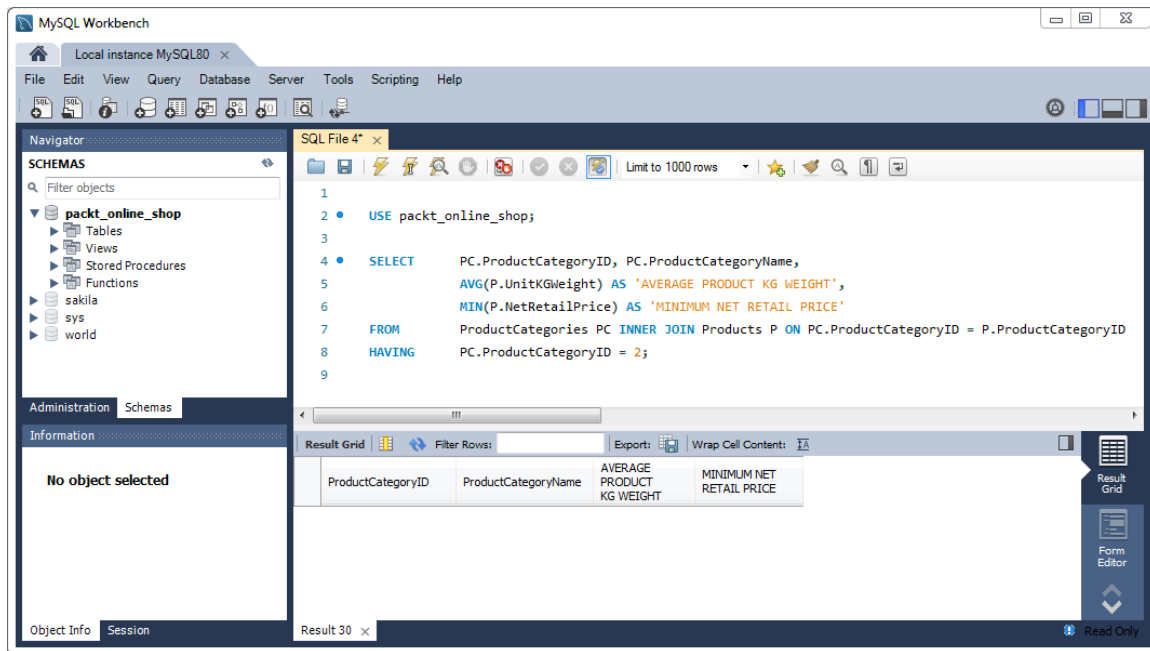 MySQL Workbench
Local instance MySQL80
File Edit View Query Database Server Tools Scripting Help
Navigator
SCHEMAS
Filter objects
packt_online_shop
Tables
Views
Stored Procedures
Functions
sakila
sys
world
Administration Schemas
Information
No object selected
Object Info Session
SQL File 4*
Limit to 1000 rows
1
2 USE packt_online_shop;
3
4 SELECT PC.ProductCategoryID, PC.ProductCategoryName,
5 AVG(P.UnitKGWeight) AS 'AVERAGE PRODUCT KG WEIGHT',
6 MIN(P.NetRetailPrice) AS 'MINIMUM NET RETAIL PRICE'
7 FROM ProductCategories PC INNER JOIN Products P ON PC.ProductCategoryID = P.ProductCategoryID
8 HAVING PC.ProductCategoryID = 2;
9
Result Grid Filter Rows: Export: Wrap Cell Content: IA
ProductCategoryID ProductCategoryName AVERAGE PRODUCT KG WEIGHT MINIMUM NET RETAIL PRICE
Result
Grid
Form
Editor
Result 30
Read Only